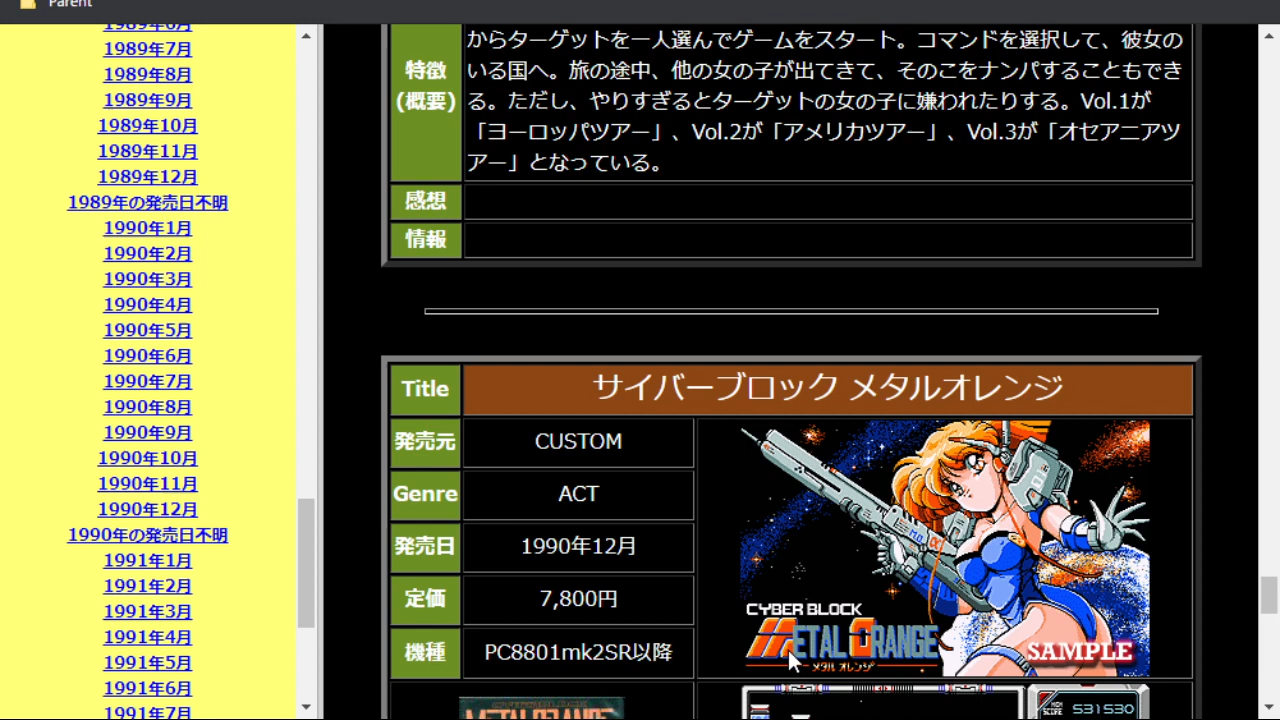 Parent
1989年6月
1989年7月
1989年8月
1989年9月
1989年10月
1989年11月
1989年12月
1989年の発売日不明
1990年1月
1990年2月
1990年3月
1990年4月
1990年5月
1990年6月
1990年7月
1990年8月
1990年9月
1990年10月
1990年11月
1990年12月
1990年の発売日不明
1991年1月
1991年2月
1991年3月
1991年4月
1991年5月
1991年6月
1991年7月
特徴
(概要)
からターゲットを一人選んでゲームをスタート。コマンドを選択して、彼女の
いる国へ。旅の途中、他の女の子が出てきて、そのこをナンパすることもでき
る。ただし、やりすぎるとターゲットの女の子に嫌われたりする。Vol.1が
「ヨーロッパツアー」、Vol.2が「アメリカツアー」、Vol.3が「オセアニアツ
アー」となっている。
感想
情報
Title サイバーブロック メタルオレンジ
発売元 CUSTOM
Genre ACT
発売日 1990年12月
定価 7,800円
機種 PC8801mk2SR以降
CYBER BLOCK
METAL ORANGE
メタル オレンジ
SAMPLE
METAL ORANGE
HIGH SCORE 531530